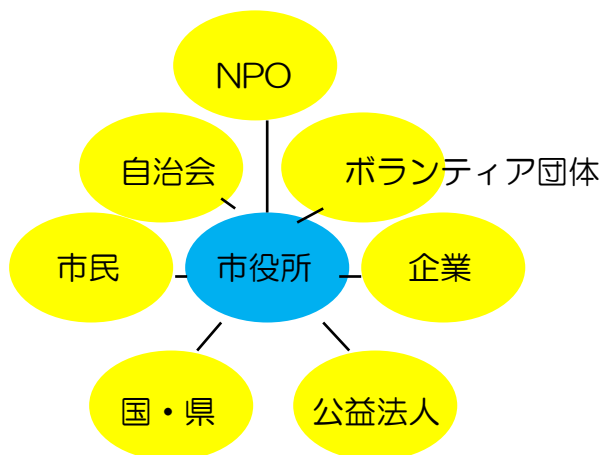 NPO
自治会
ボランティア団体
市民
市役所
企業
国・県
公益法人